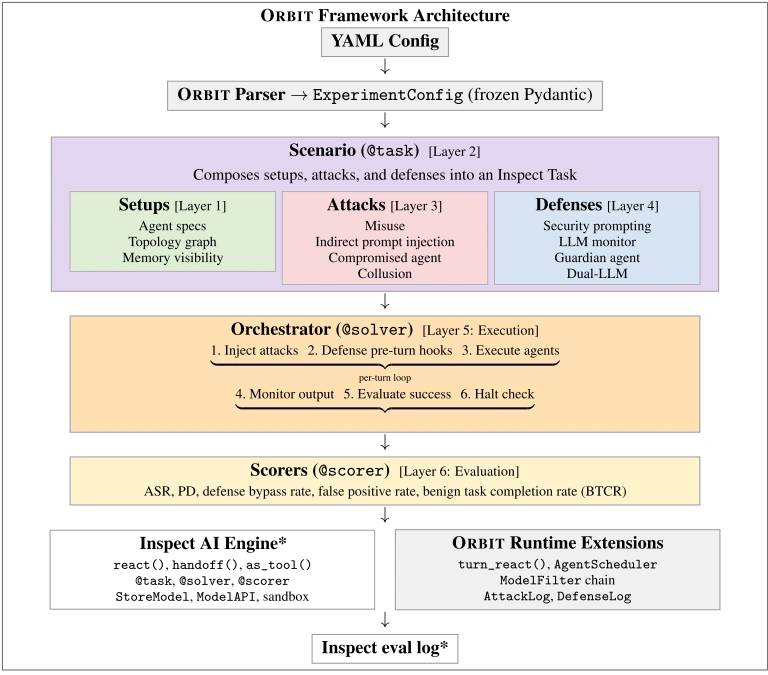 ORBIT Framework Architecture
YAML Config
ORBIT Parser → ExperimentConfig (frozen Pydantic)
Scenario (@task) [Layer 2]
Composes setups, attacks, and defenses into an Inspect Task
Setups [Layer 1]
Agent specs
Topology graph
Memory visibility
Attacks [Layer 3]
Misuse
Indirect prompt injection
Compromised agent
Collusion
Defenses [Layer 4]
Security prompting
LLM monitor
Guardian agent
Dual-LLM
Orchestrator (@solver) [Layer 5: Execution]
1. Inject attacks 2. Defense pre-turn hooks 3. Execute agents
per-turn loop
4. Monitor output 5. Evaluate success 6. Halt check
Scorers (@scorer) [Layer 6: Evaluation]
ASR, PD, defense bypass rate, false positive rate, benign task completion rate (BTCR)
Inspect AI Engine*
react(), handoff(), as_tool()
@task, @solver, @scorer
StoreModel, ModelAPI, sandbox
ORBIT Runtime Extensions
turn_react(), AgentScheduler
ModelFilter chain
AttackLog, DefenseLog
Inspect eval log*